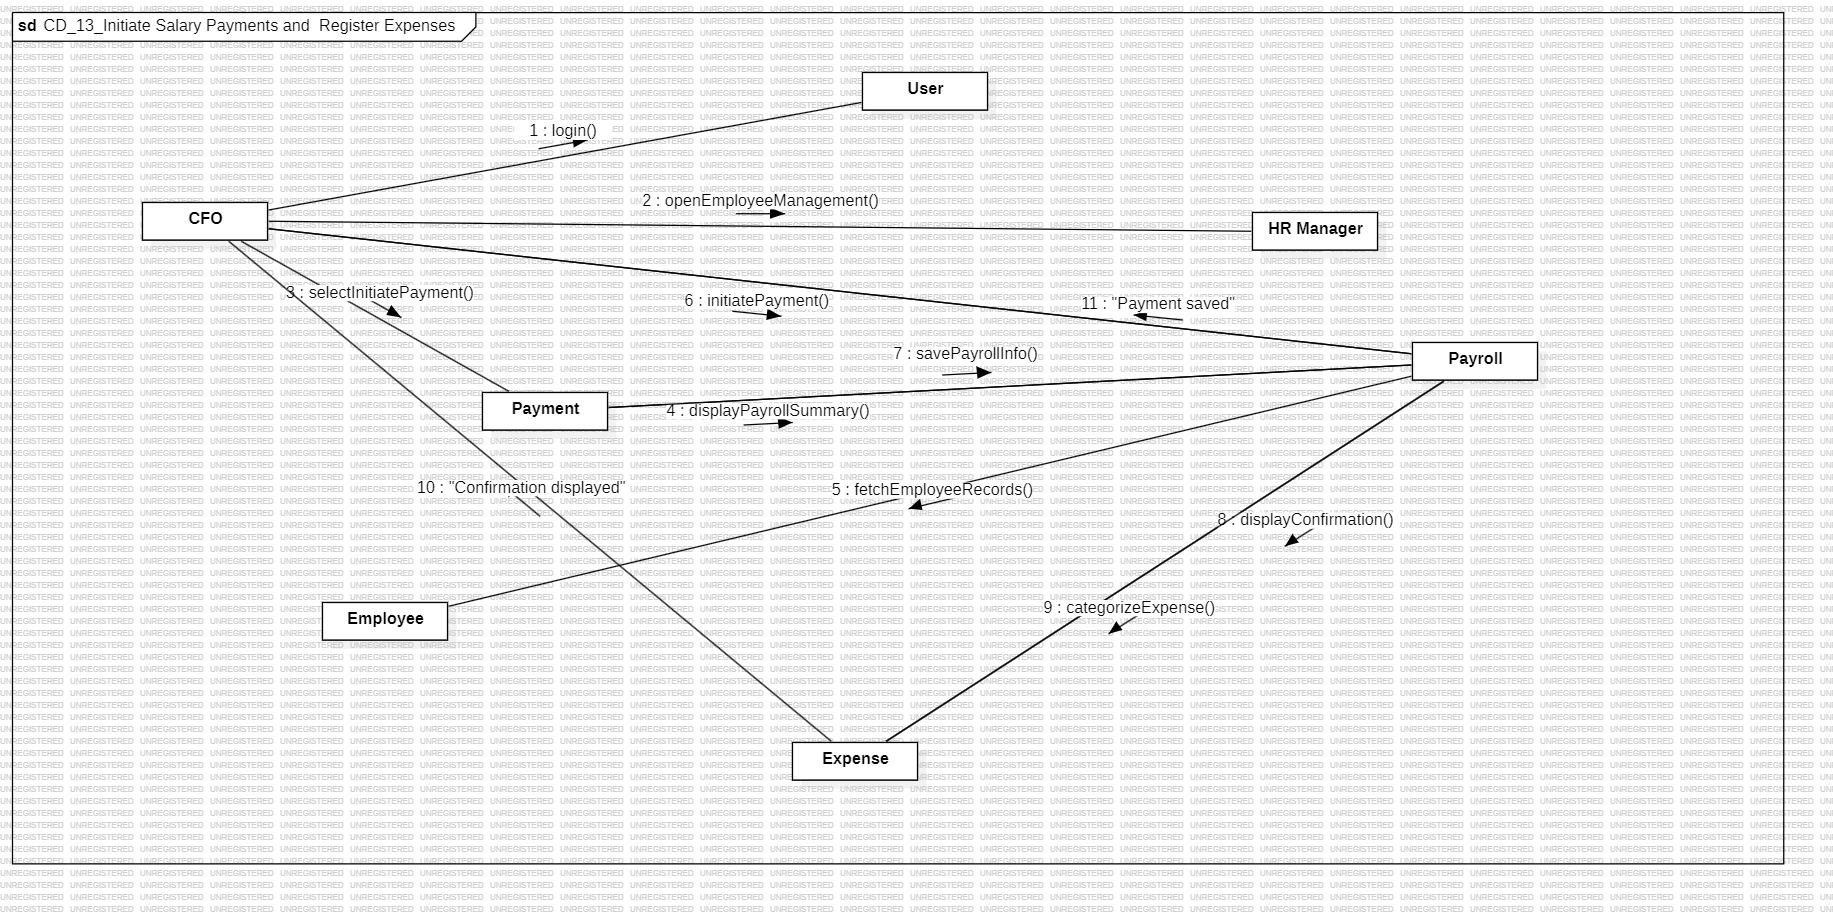 sd CD_13_Initiate Salary Payments and  Register Expenses
User
1 : login()
2 : openEmployeeManagement()
CFO
HR Manager
3 : selectInitiatePayment()
6 : initiatePayment()
11 : "Payment saved"
7 : savePayrollInfo()
Payroll
Payment
4 : displayPayrollSummary()
10 : "Confirmation displayed"
5 : fetchEmployeeRecords()
8 : displayConfirmation()
9 : categorizeExpense()
Employee
Expense
UNREGISTERED